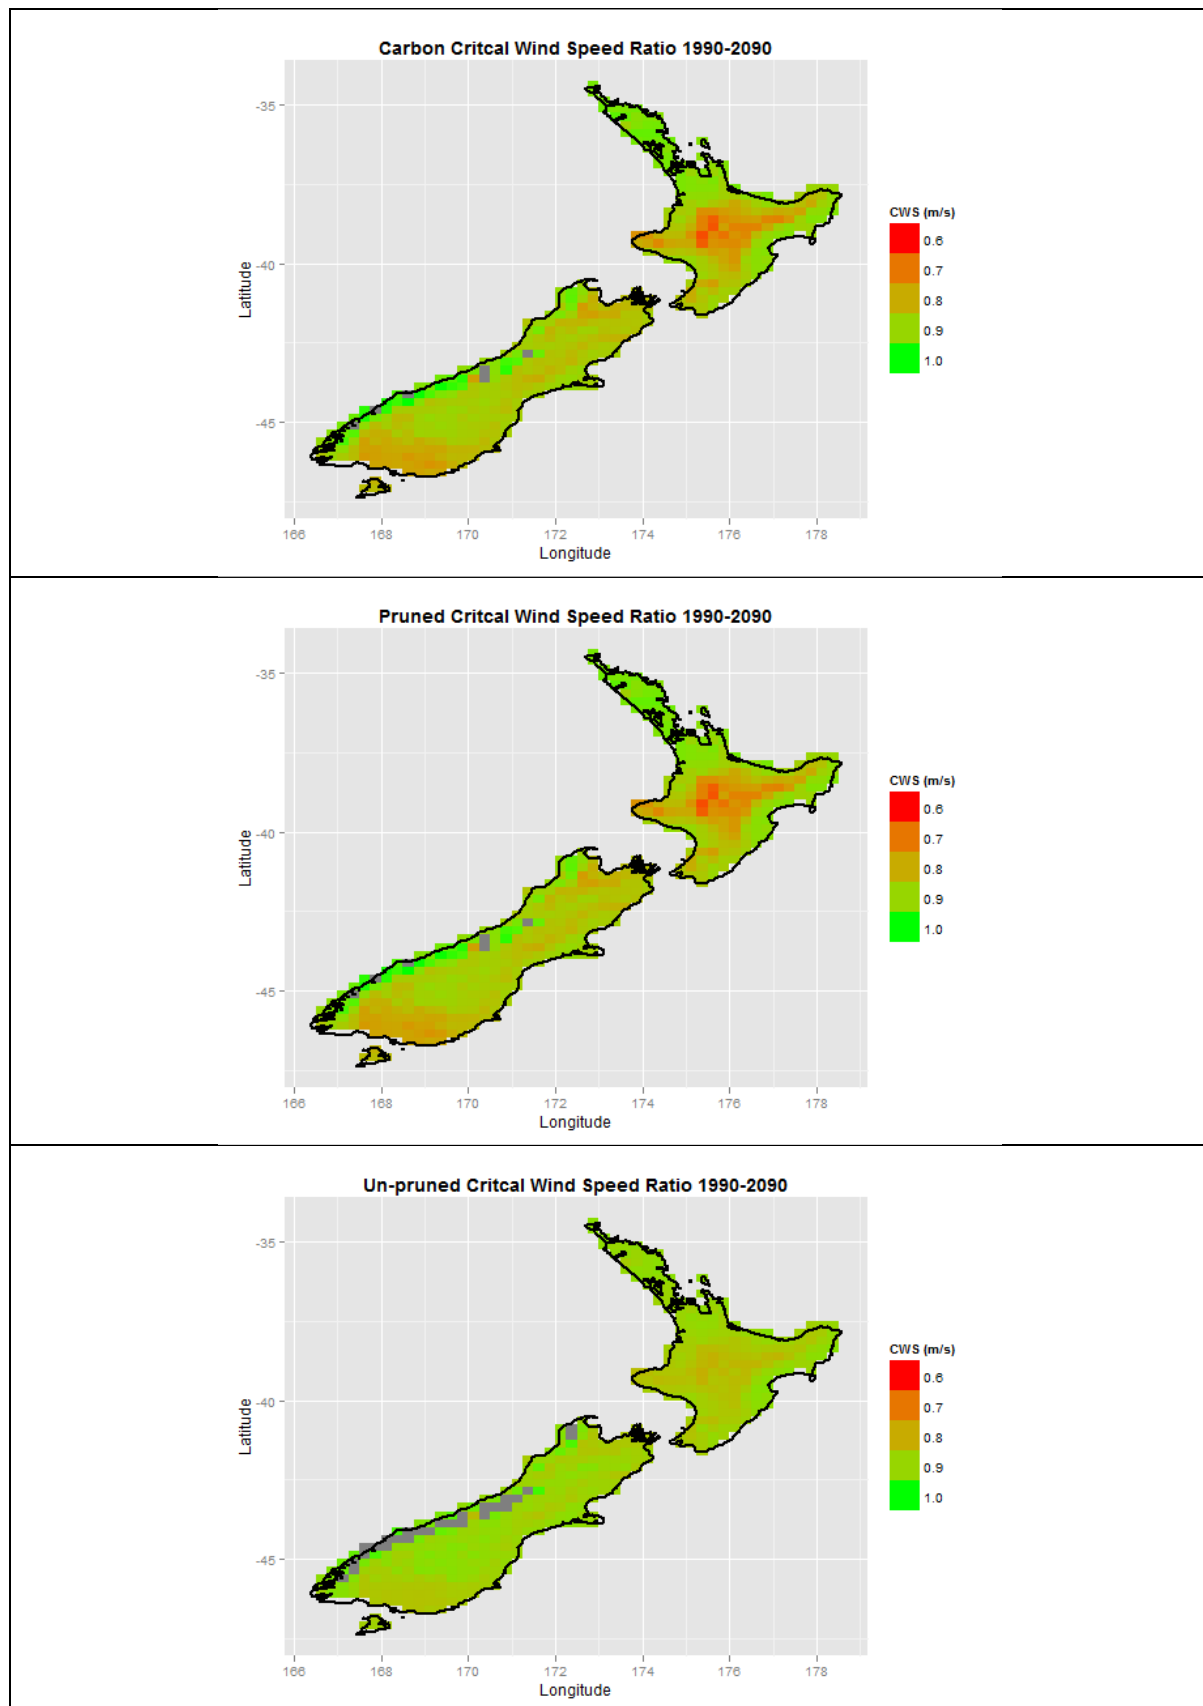 Carbon Critcal Wind Speed Ratio 1990-2090
-35
-40
-45
Latitude
166 168 170 172 174 176 178
Longitude
CWS (m/s)
0.6
0.7
0.8
0.9
1.0
Pruned Critcal Wind Speed Ratio 1990-2090
-35
-40
-45
Latitude
166 168 170 172 174 176 178
Longitude
CWS (m/s)
0.6
0.7
0.8
0.9
1.0
Un-pruned Critcal Wind Speed Ratio 1990-2090
-35
-40
-45
Latitude
166 168 170 172 174 176 178
Longitude
CWS (m/s)
0.6
0.7
0.8
0.9
1.0